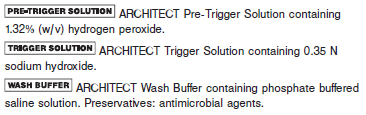 PRE-TRIGGER SOLUTION ARCHITECT Pre-Trigger Solution containing
1.32% (w/v) hydrogen peroxide.
TRIGGER SOLUTION ARCHITECT Trigger Solution containing 0.35 N
sodium hydroxide.
WASH BUFFER ARCHITECT Wash Buffer containing phosphate buffered
saline solution. Preservatives: antimicrobial agents.